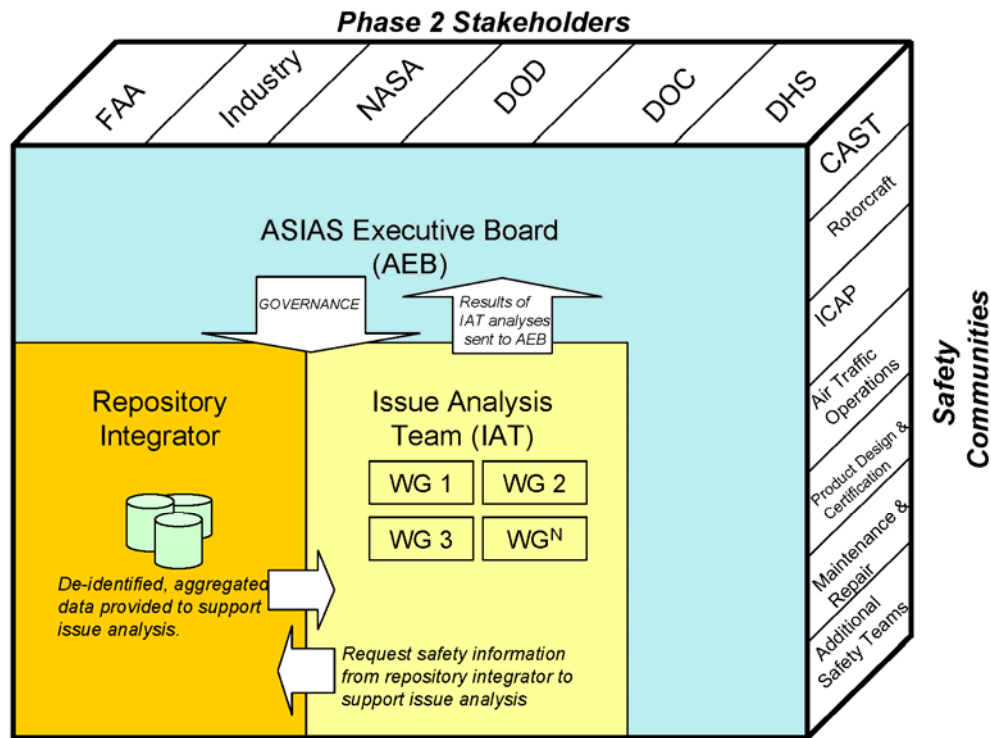 Phase 2 Stakeholders
FAA
Industry
NASA
DOD
DOC
DHS
CAST
Rotorcraft
ICAP
Air Traffic
Operations
Product Design &
Certification
Maintenance &
Repair
Additional
Safety Teams
Safety
Communities
ASIAS Executive Board
(AEB)
GOVERNANCE
Results of
IAT analyses
sent to AEB
Repository
Integrator
Issue Analysis
Team (IAT)
WG 1
WG 2
WG 3
WG^N
De-identified, aggregated
data provided to support
issue analysis.
Request safety information
from repository integrator to
support issue analysis